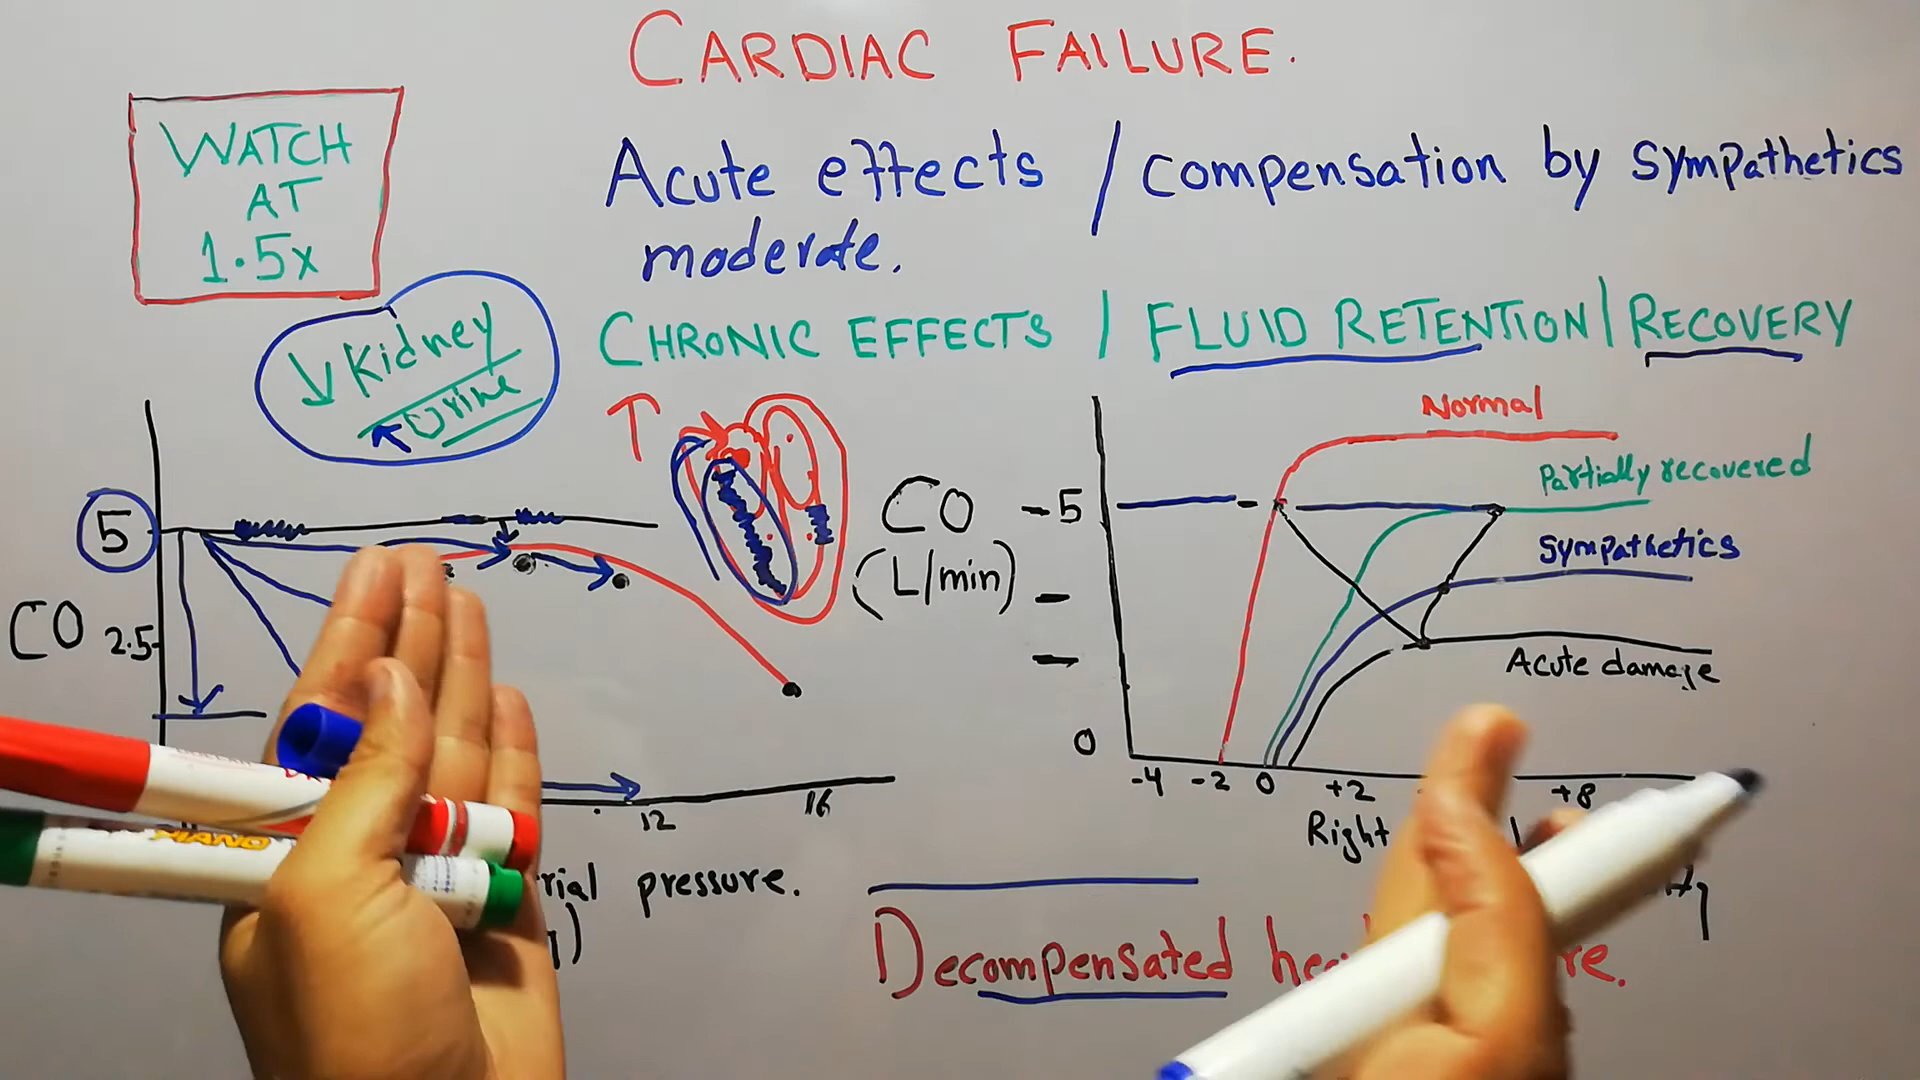 CARDIAC FAILURE.
WATCH
AT
1.5x
Acute effects / compensation by sympathetics
moderate.
↓ Kidney
Urine
CHRONIC EFFECTS / FLUID RETENTION / RECOVERY
Normal
Partially recovered
5
CO
(L/min)
-5
Sympathetics
CO 2.5
Acute damage
0
-4 -2 0 +2 +8
12 16
Right
rial pressure.
Decompensated